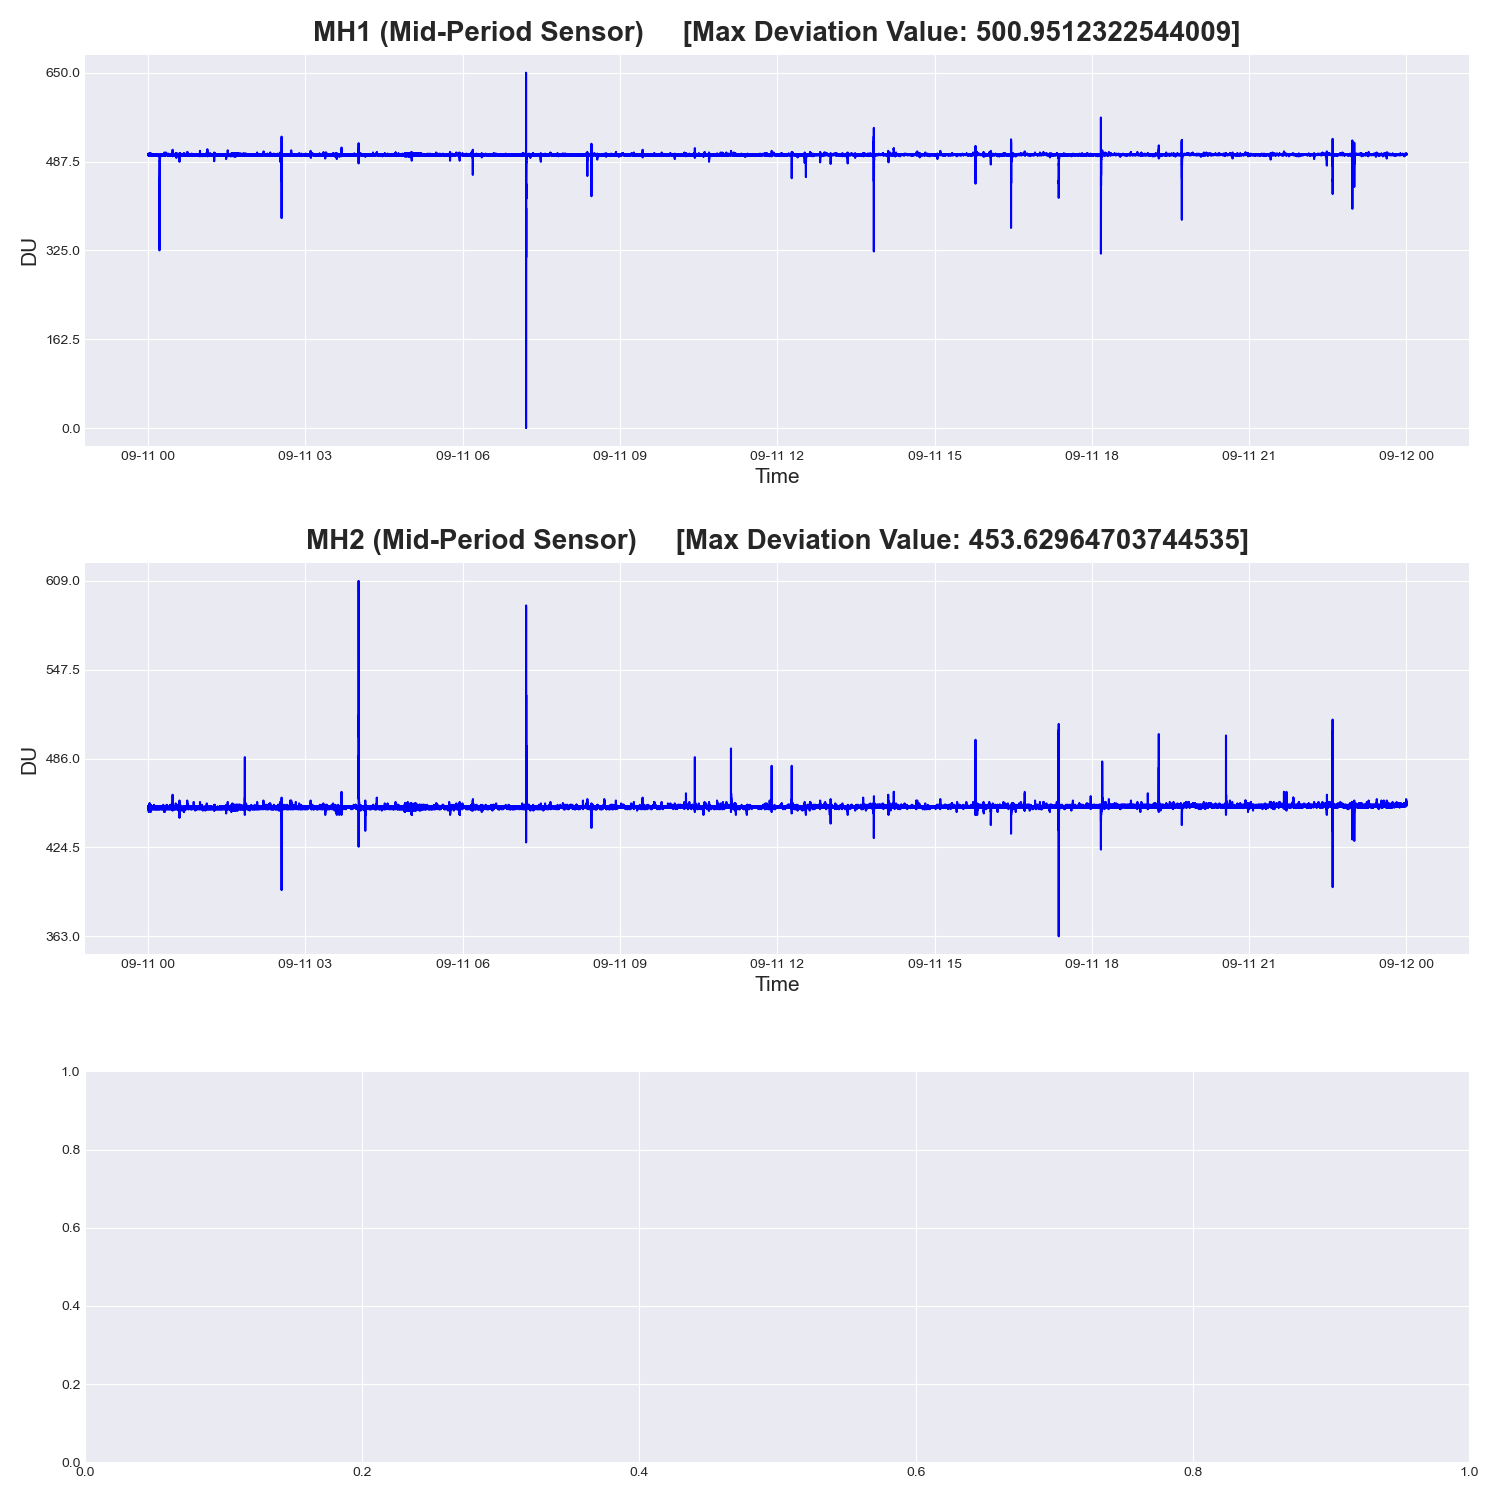 MH1 (Mid-Period Sensor) [Max Deviation Value: 500.9512322544009]
650.0
487.5
325.0
162.5
0.0
DU
09-11 00 09-11 03 09-11 06 09-11 09 09-11 12 09-11 15 09-11 18 09-11 21 09-12 00
Time
MH2 (Mid-Period Sensor) [Max Deviation Value: 453.62964703744535]
609.0
547.5
486.0
424.5
363.0
DU
09-11 00 09-11 03 09-11 06 09-11 09 09-11 12 09-11 15 09-11 18 09-11 21 09-12 00
Time
1.0
0.8
0.6
0.4
0.2
0.0
0.0 0.2 0.4 0.6 0.8 1.0